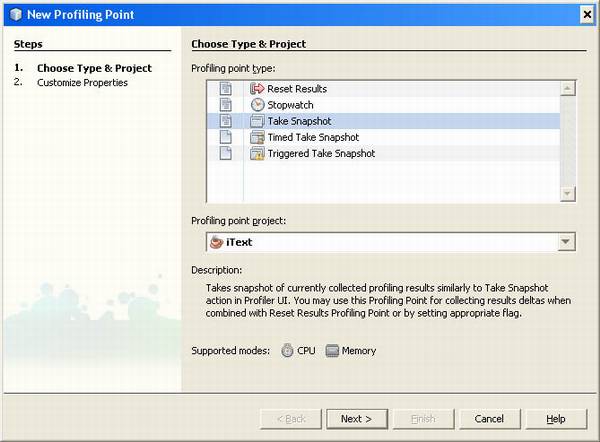 New Profiling Point
Steps
1. Choose Type & Project
2. Customize Properties
Choose Type & Project
Profiling point type:
Reset Results
Stopwatch
Take Snapshot
Timed Take Snapshot
Triggered Take Snapshot
Profiling point project:
iText
Description:
Takes snapshot of currently collected profiling results similarly to Take Snapshot
action in Profiler UI. You may use this Profiling Point for collecting results deltas when
combined with Reset Results Profiling Point or by setting appropriate flag.
Supported modes: CPU Memory
< Back Next > Finish Cancel Help